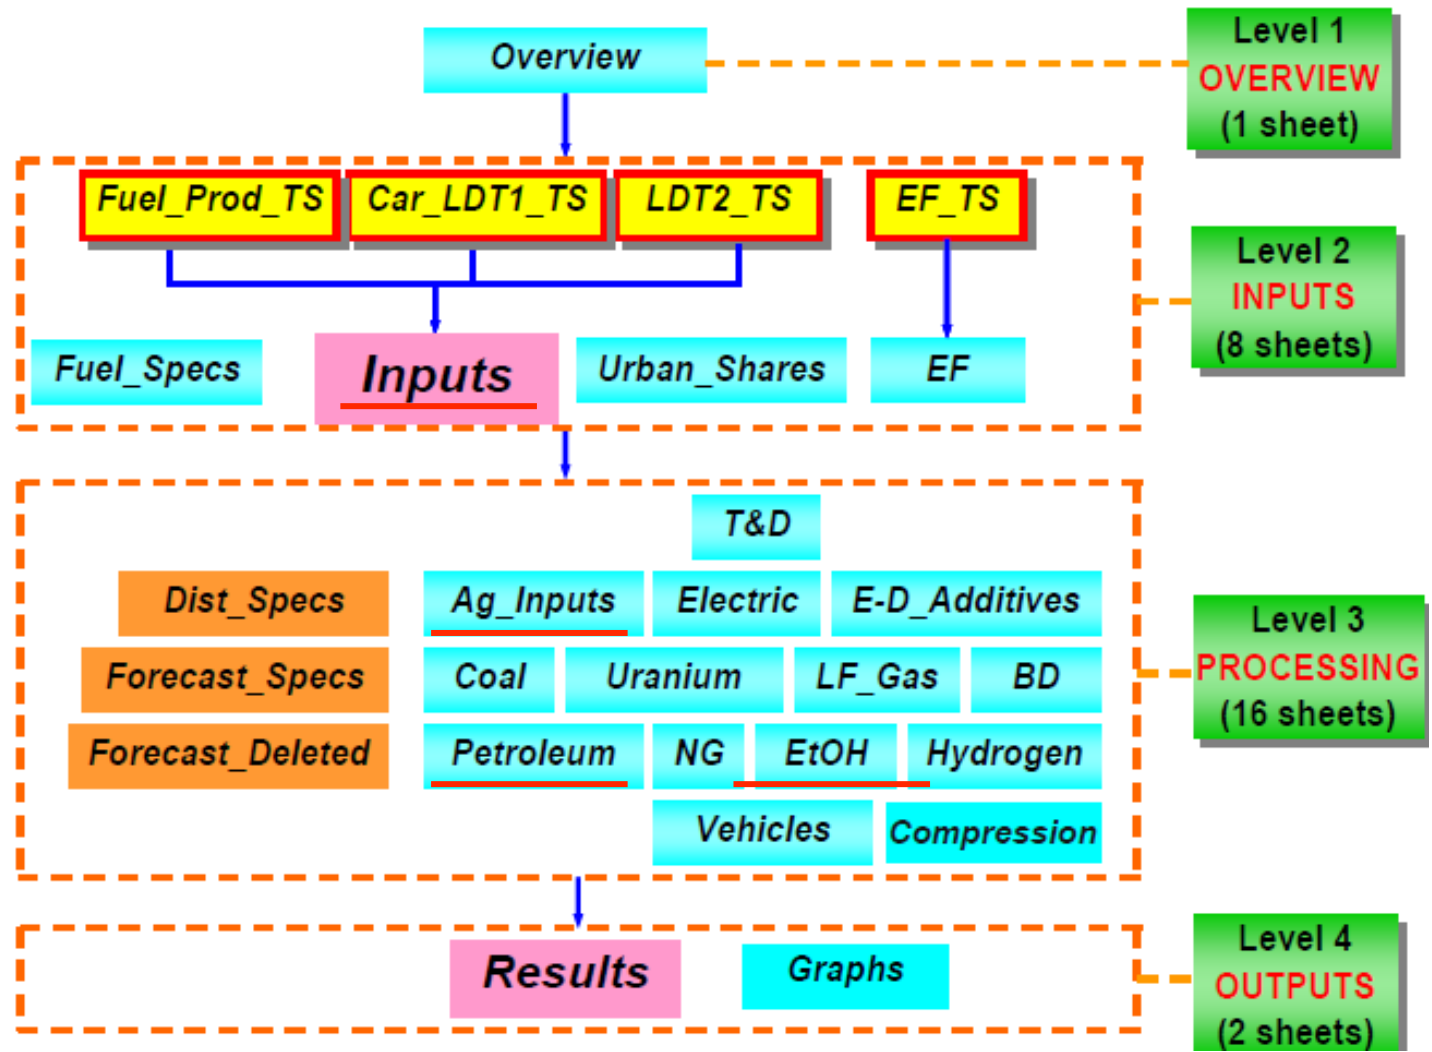 Overview
Level 1
OVERVIEW
(1 sheet)
Fuel_Prod_TS
Car_LDT1_TS
LDT2_TS
EF_TS
Level 2
INPUTS
(8 sheets)
Fuel_Specs
Inputs
Urban_Shares
EF
T&D
Dist_Specs
Ag_Inputs
Electric
E-D_Additives
Level 3
PROCESSING
(16 sheets)
Forecast_Specs
Coal
Uranium
LF_Gas
BD
Forecast_Deleted
Petroleum
NG
EtOH
Hydrogen
Vehicles
Compression
Results
Graphs
Level 4
OUTPUTS
(2 sheets)